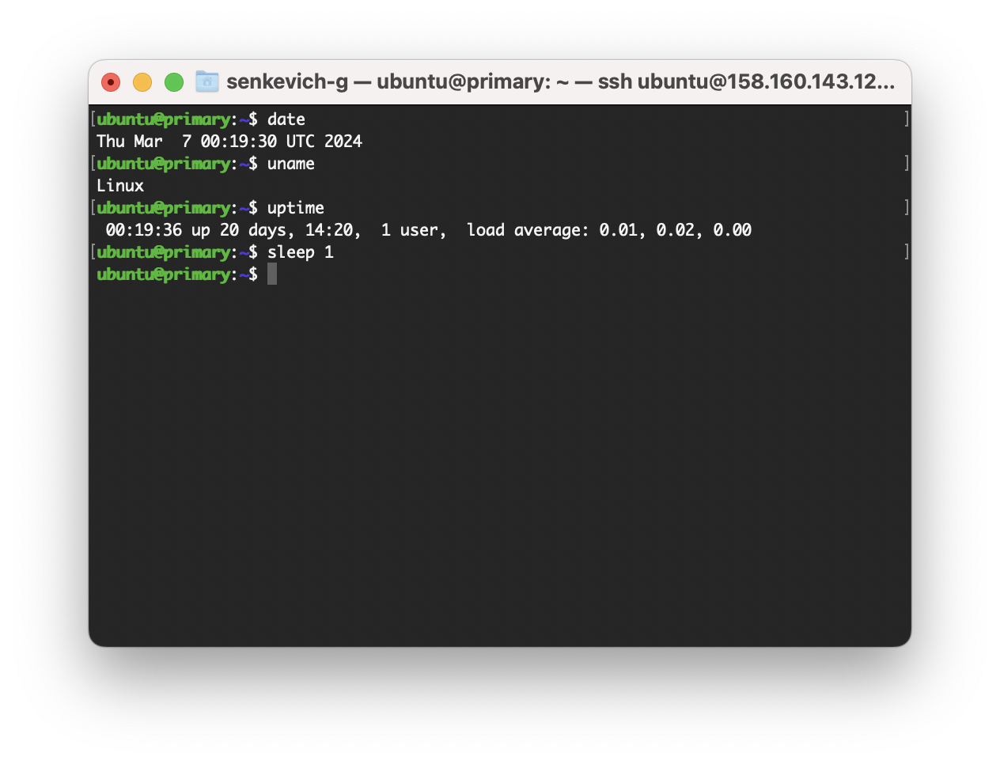 senkevich-g — ubuntu@primary: ~ — ssh ubuntu@158.160.143.12...
[ubuntu@primary:~$ date ]
Thu Mar  7 00:19:30 UTC 2024
[ubuntu@primary:~$ uname ]
Linux
[ubuntu@primary:~$ uptime ]
 00:19:36 up 20 days, 14:20,  1 user,  load average: 0.01, 0.02, 0.00
[ubuntu@primary:~$ sleep 1 ]
ubuntu@primary:~$